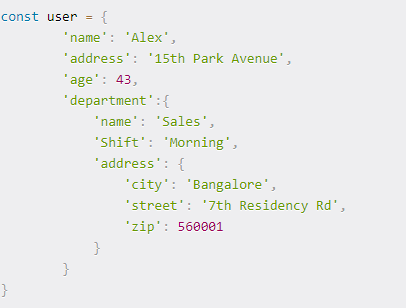 const user = {
'name': 'Alex',
'address': '15th Park Avenue',
'age': 43,
'department':{
'name': 'Sales',
'Shift': 'Morning',
'address': {
'city': 'Bangalore',
'street': '7th Residency Rd',
'zip': 560001
}
}
}